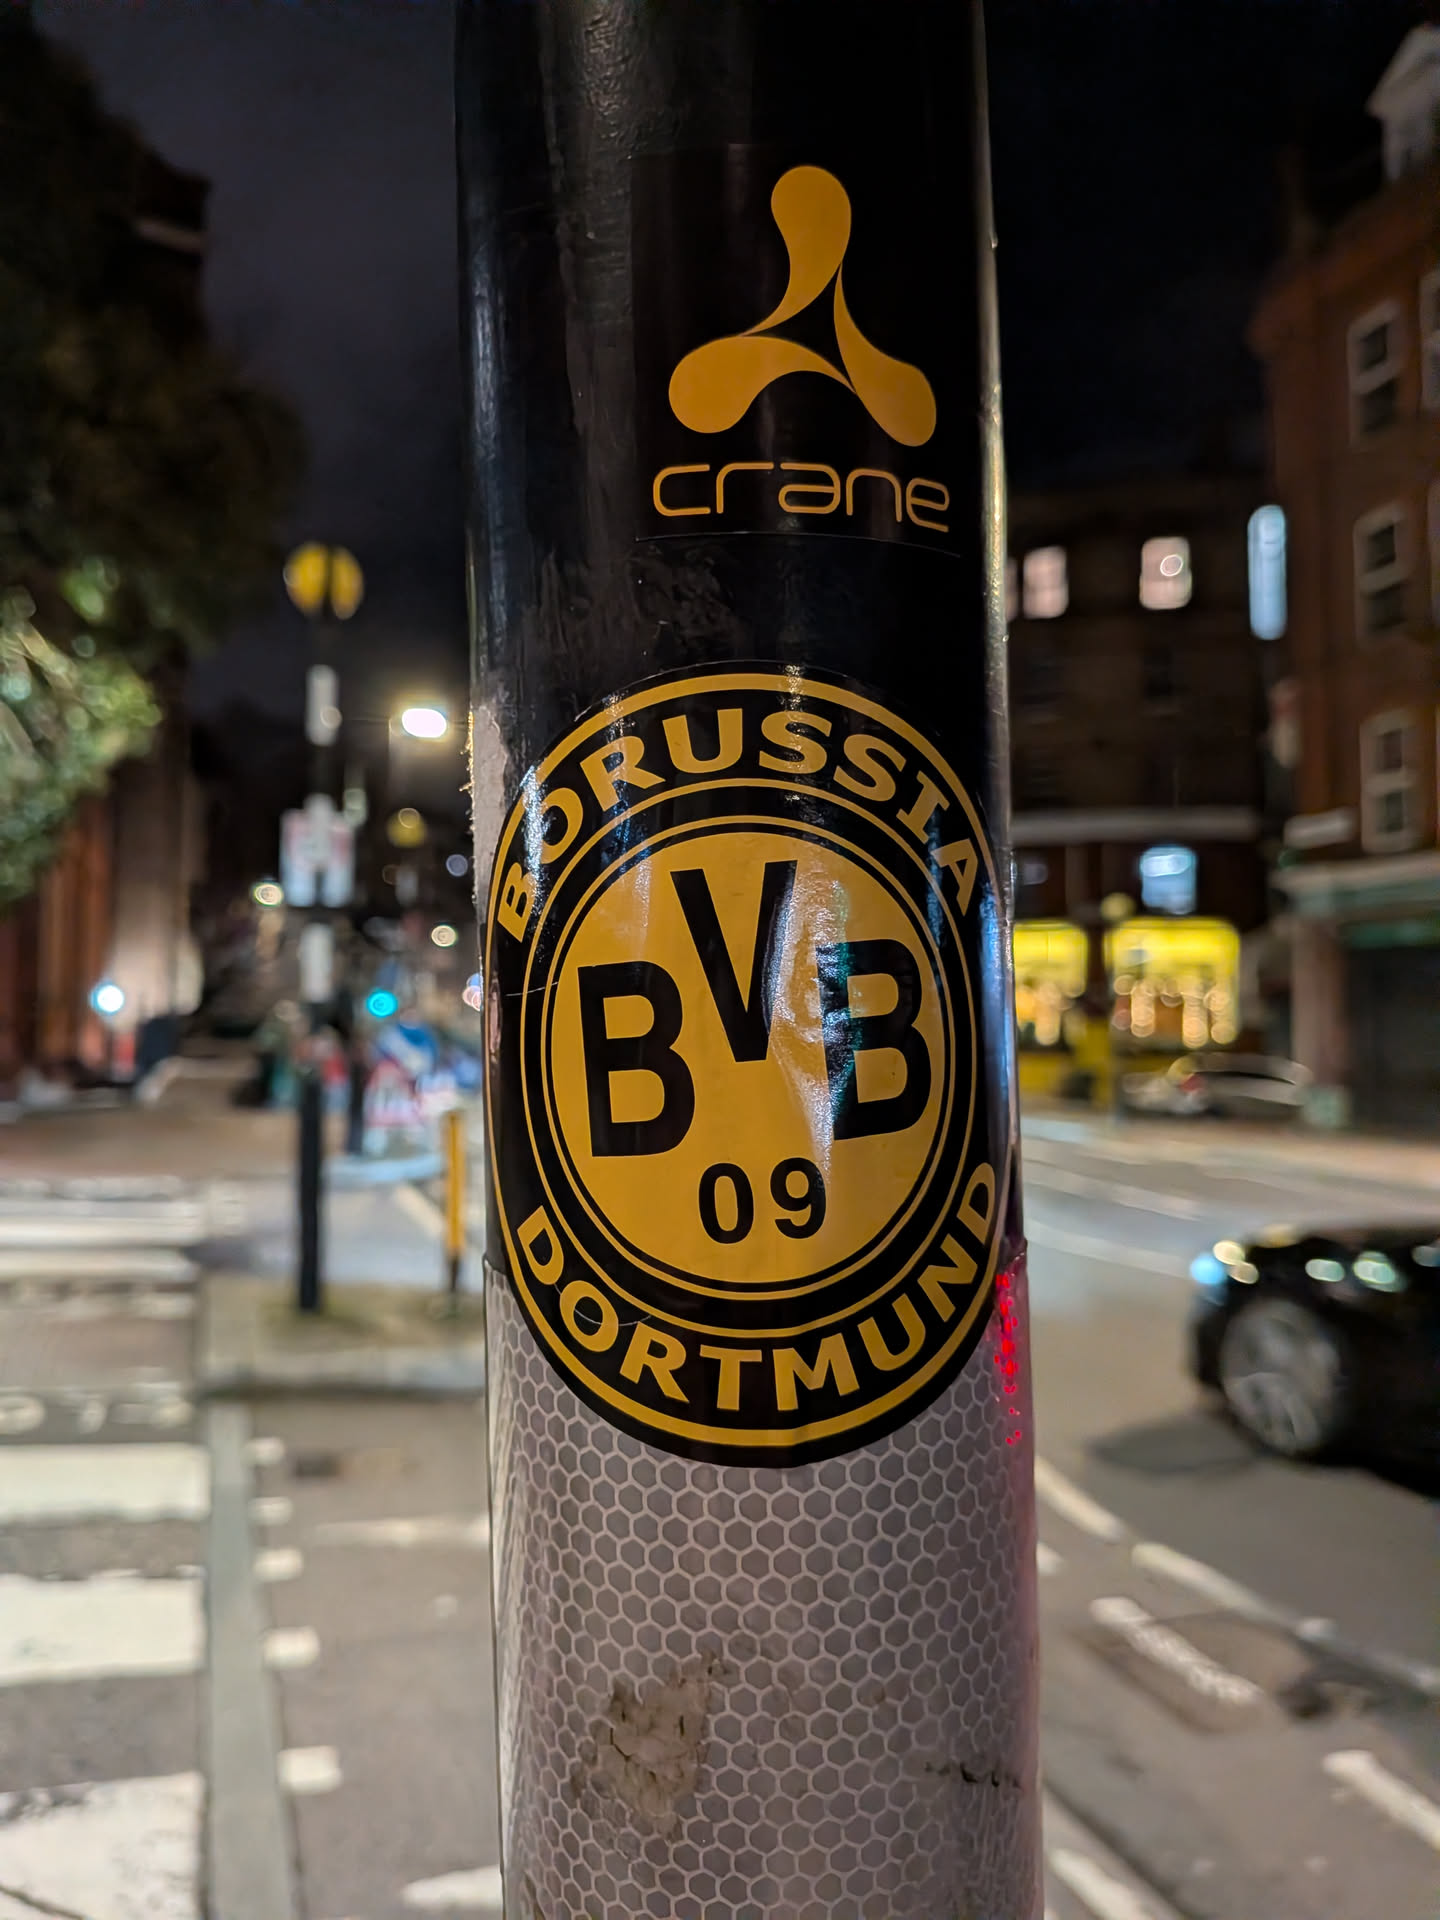 crane
BORUSSIA
BVB
09
DORTMUND